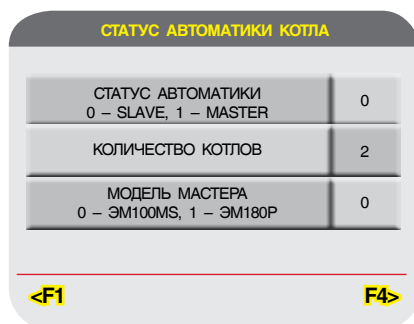 СТАТУС АВТОМАТИКИ КОТЛА
СТАТУС АВТОМАТИКИ
0 – SLAVE, 1 – MASTER
0
КОЛИЧЕСТВО КОТЛОВ
2
МОДЕЛЬ МАСТЕРА
0 – ЭМ100MS, 1 – ЭМ180Р
0
<F1
F4>